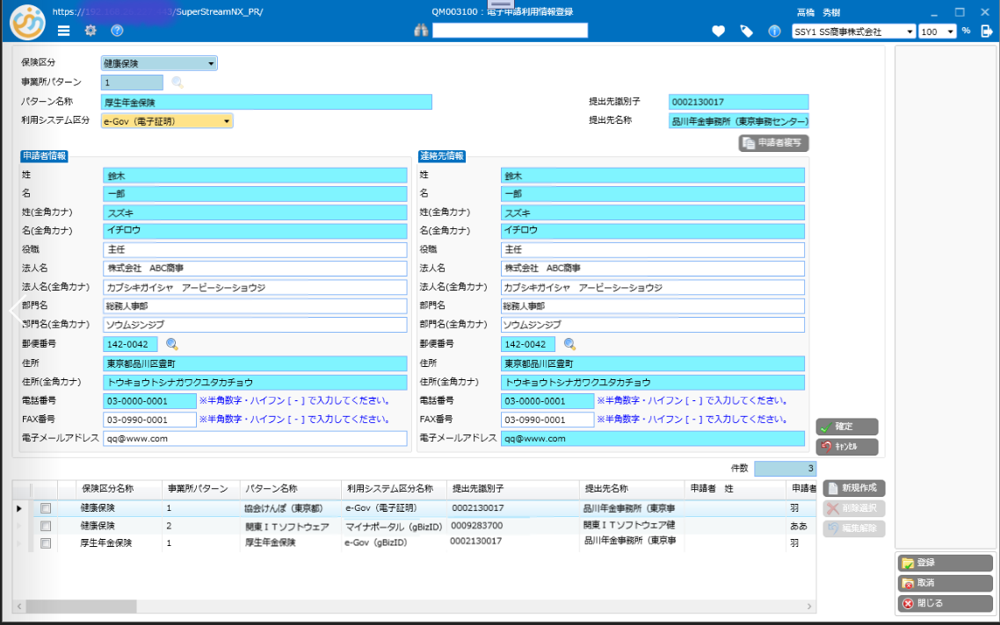 https:// /SuperStreamNX_PR/
QM003100：電子申請利用情報登録
高橋 秀樹
SSY1 SS商事株式会社
100 %
保険区分 健康保険
事業所パターン 1
パターン名称 厚生年金保険 提出先識別子 0002130017
利用システム区分 e-Gov（電子証明） 提出先名称 品川年金事務所（東京事務センター）
申請者複写
申請者情報 連絡先情報
姓 鈴木 姓 鈴木
名 一郎 名 一郎
姓(全角カナ) スズキ 姓(全角カナ) スズキ
名(全角カナ) イチロウ 名(全角カナ) イチロウ
役職 主任 役職 主任
法人名 株式会社　ABC商事 法人名 株式会社　ABC商事
法人名(全角カナ) カブシキガイシャ　アービーシーショウジ 法人名(全角カナ) カブシキガイシャ　アービーシーショウジ
部門名 総務人事部 部門名 総務人事部
部門名(全角カナ) ソウムジンジブ 部門名(全角カナ) ソウムジンジブ
郵便番号 142-0042 郵便番号 142-0042
住所 東京都品川区豊町 住所 東京都品川区豊町
住所(全角カナ) トウキョウトシナガワクユタカチョウ 住所(全角カナ) トウキョウトシナガワクユタカチョウ
電話番号 03-0000-0001 ※半角数字・ハイフン [ - ] で入力してください。 電話番号 03-0000-0001 ※半角数字・ハイフン [ - ] で入力してください。
FAX番号 03-0990-0001 ※半角数字・ハイフン [ - ] で入力してください。 FAX番号 03-0990-0001 ※半角数字・ハイフン [ - ] で入力してください。
電子メールアドレス qq@www.com 電子メールアドレス qq@www.com
確定
ｷｬﾝｾﾙ
件数 3
保険区分名称 事業所パターン パターン名称 利用システム区分名称 提出先識別子 提出先名称 申請者　姓 申請者
健康保険 1 協会けんぽ（東京都） e-Gov（電子証明） 0002130017 品川年金事務所（東京事 羽
健康保険 2 関東ＩＴソフトウェア マイナポータル（gBizID） 0009283700 関東ＩＴソフトウェア健 ああ
厚生年金保険 1 厚生年金保険 e-Gov（gBizID） 0002130017 品川年金事務所（東京事 羽
新規作成
削除選択
編集解除
登録
取消
閉じる